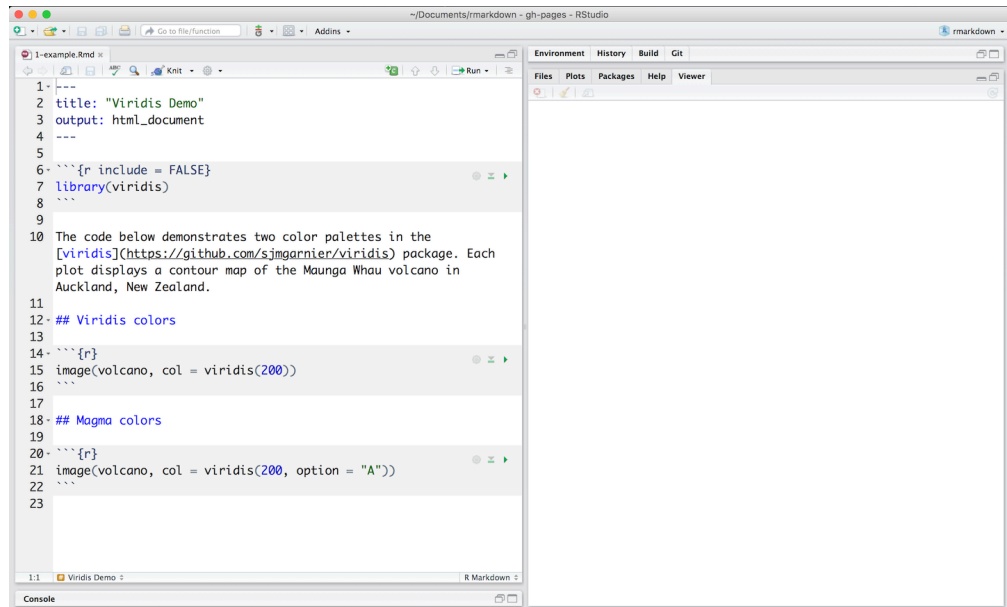 ~/Documents/rmarkdown - gh-pages - RStudio
Go to file/function
Addins
rmarkdown
1-example.Rmd
ABC
Knit
Run
1 ---
2 title: "Viridis Demo"
3 output: html_document
4 ---
5
6 ```{r include = FALSE}
7 library(viridis)
8 ```
9
10 The code below demonstrates two color palettes in the
[viridis](https://github.com/sjmgarnier/viridis) package. Each
plot displays a contour map of the Maunga Whau volcano in
Auckland, New Zealand.
11
12 ## Viridis colors
13
14 ```{r}
15 image(volcano, col = viridis(200))
16 ```
17
18 ## Magma colors
19
20 ```{r}
21 image(volcano, col = viridis(200, option = "A"))
22 ```
23
1:1 Viridis Demo R Markdown
Console
Environment History Build Git
Files Plots Packages Help Viewer